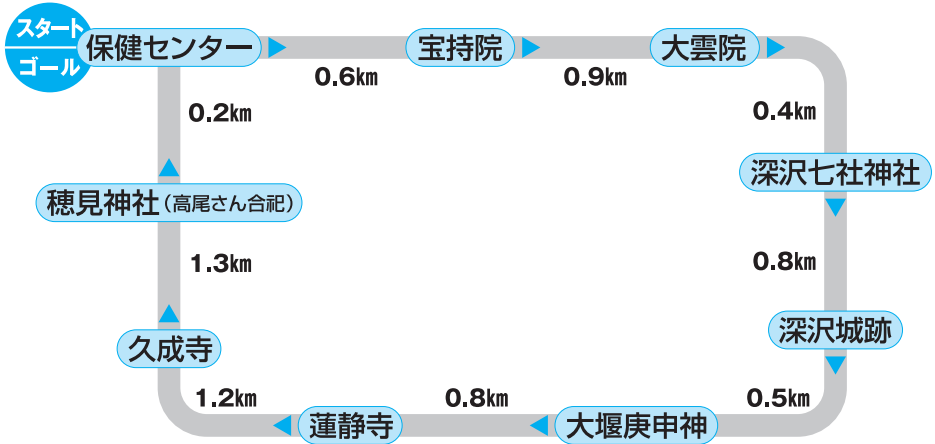 スタート
ゴール
保健センター
0.6㎞
宝持院
0.9㎞
大雲院
0.4㎞
深沢七社神社
0.8㎞
深沢城跡
0.5㎞
大堰庚申神
0.8㎞
蓮静寺
1.2㎞
久成寺
1.3㎞
穂見神社(高尾さん合祀)
0.2㎞